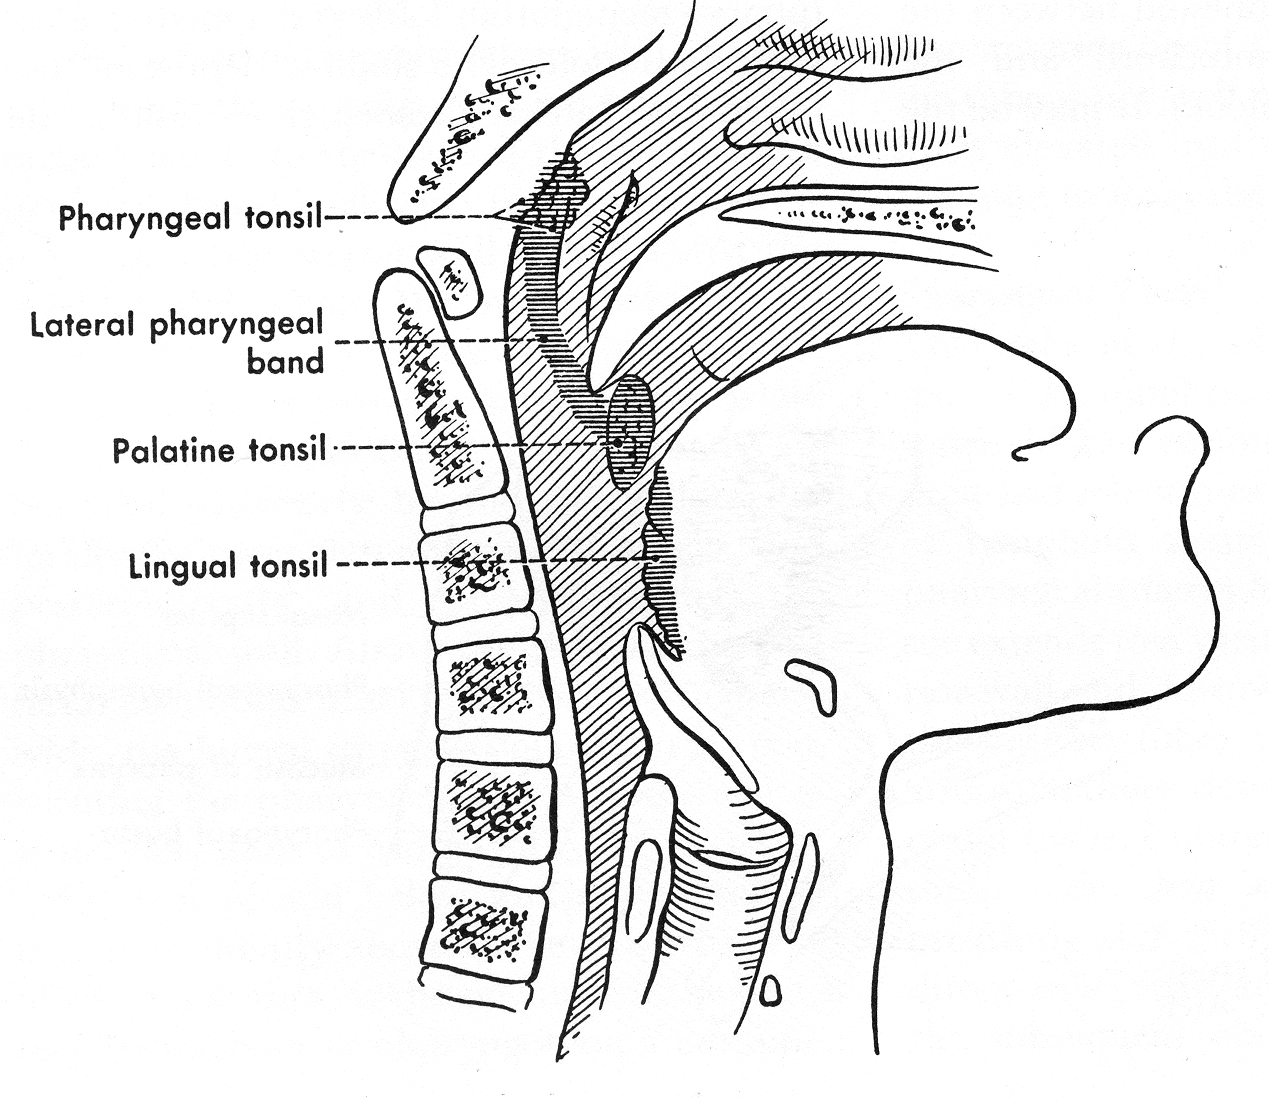 Pharyngeal tonsil
Lateral pharyngeal
band
Palatine tonsil
Lingual tonsil